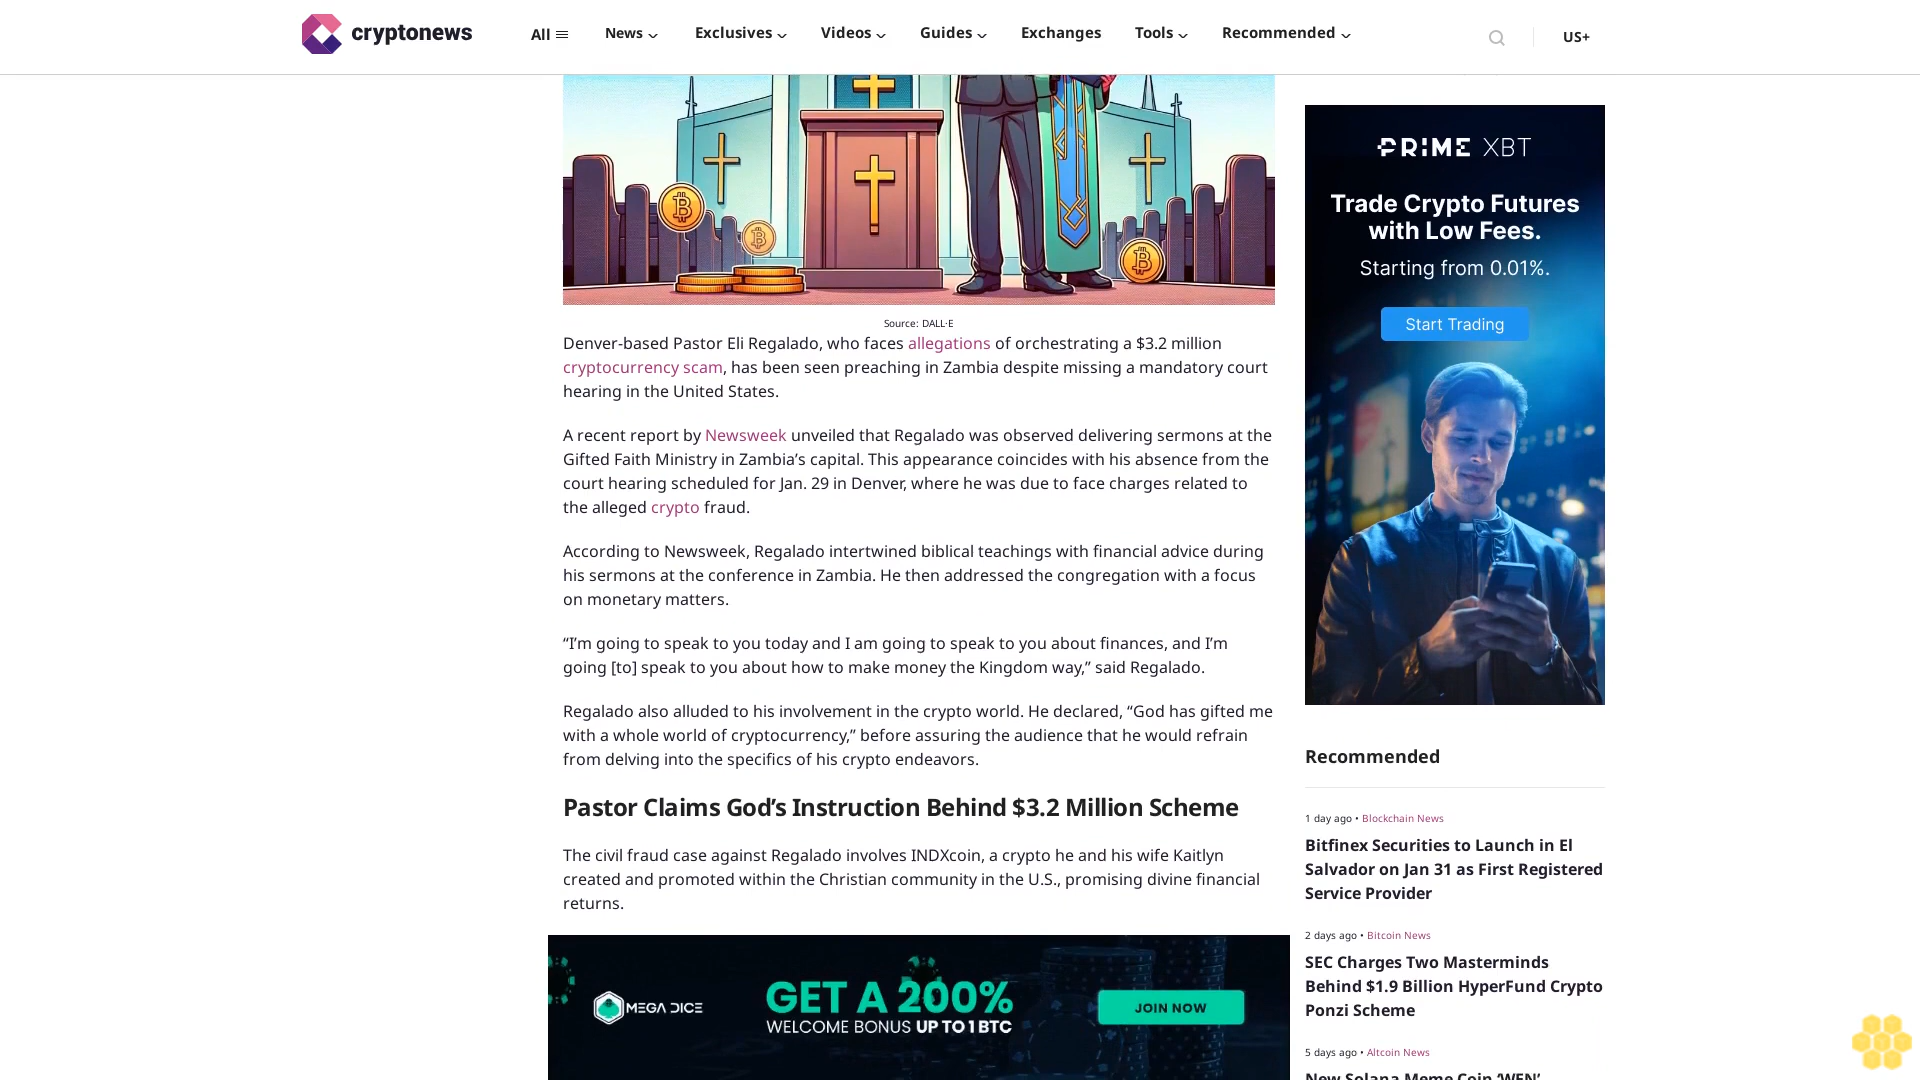 cryptonews
All
News
Exclusives
Videos
Guides
Exchanges
Tools
Recommended
US+
Source: DALL·E
Denver-based Pastor Eli Regalado, who faces allegations of orchestrating a $3.2 million
cryptocurrency scam, has been seen preaching in Zambia despite missing a mandatory court
hearing in the United States.
A recent report by Newsweek unveiled that Regalado was observed delivering sermons at the
Gifted Faith Ministry in Zambia’s capital. This appearance coincides with his absence from the
court hearing scheduled for Jan. 29 in Denver, where he was due to face charges related to
the alleged crypto fraud.
According to Newsweek, Regalado intertwined biblical teachings with financial advice during
his sermons at the conference in Zambia. He then addressed the congregation with a focus
on monetary matters.
“I’m going to speak to you today and I am going to speak to you about finances, and I’m
going [to] speak to you about how to make money the Kingdom way,” said Regalado.
Regalado also alluded to his involvement in the crypto world. He declared, “God has gifted me
with a whole world of cryptocurrency,” before assuring the audience that he would refrain
from delving into the specifics of his crypto endeavors.
Pastor Claims God’s Instruction Behind $3.2 Million Scheme
The civil fraud case against Regalado involves INDXcoin, a crypto he and his wife Kaitlyn
created and promoted within the Christian community in the U.S., promising divine financial
returns.
MEGA DICE
GET A 200%
WELCOME BONUS UP TO 1 BTC
JOIN NOW
PRIME XBT
Trade Crypto Futures
with Low Fees.
Starting from 0.01%.
Start Trading
Recommended
1 day ago • Blockchain News
Bitfinex Securities to Launch in El
Salvador on Jan 31 as First Registered
Service Provider
2 days ago • Bitcoin News
SEC Charges Two Masterminds
Behind $1.9 Billion HyperFund Crypto
Ponzi Scheme
5 days ago • Altcoin News
New Solana Meme Coin ‘WEN’